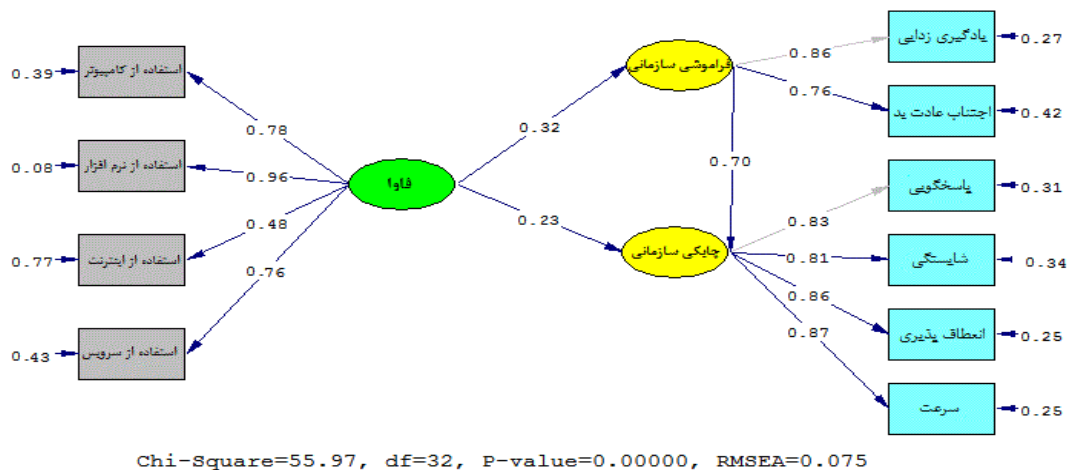 استفاده از کامپیوتر
استفاده از نرم افزار
استفاده از اینترنت
استفاده از سرویس
0.39
0.08
0.77
0.43
0.78
0.96
0.48
0.76
فاوا
0.32
0.23
فراموشی سازمانی
0.70
چابکی سازمانی
0.86
0.76
0.83
0.81
0.86
0.87
یادگیری زدایی
اجتناب عادت بد
پاسخگویی
شایستگی
انعطاف پذیری
سرعت
0.27
0.42
0.31
0.34
0.25
0.25
Chi-Square=55.97, df=32, P-value=0.00000, RMSEA=0.075